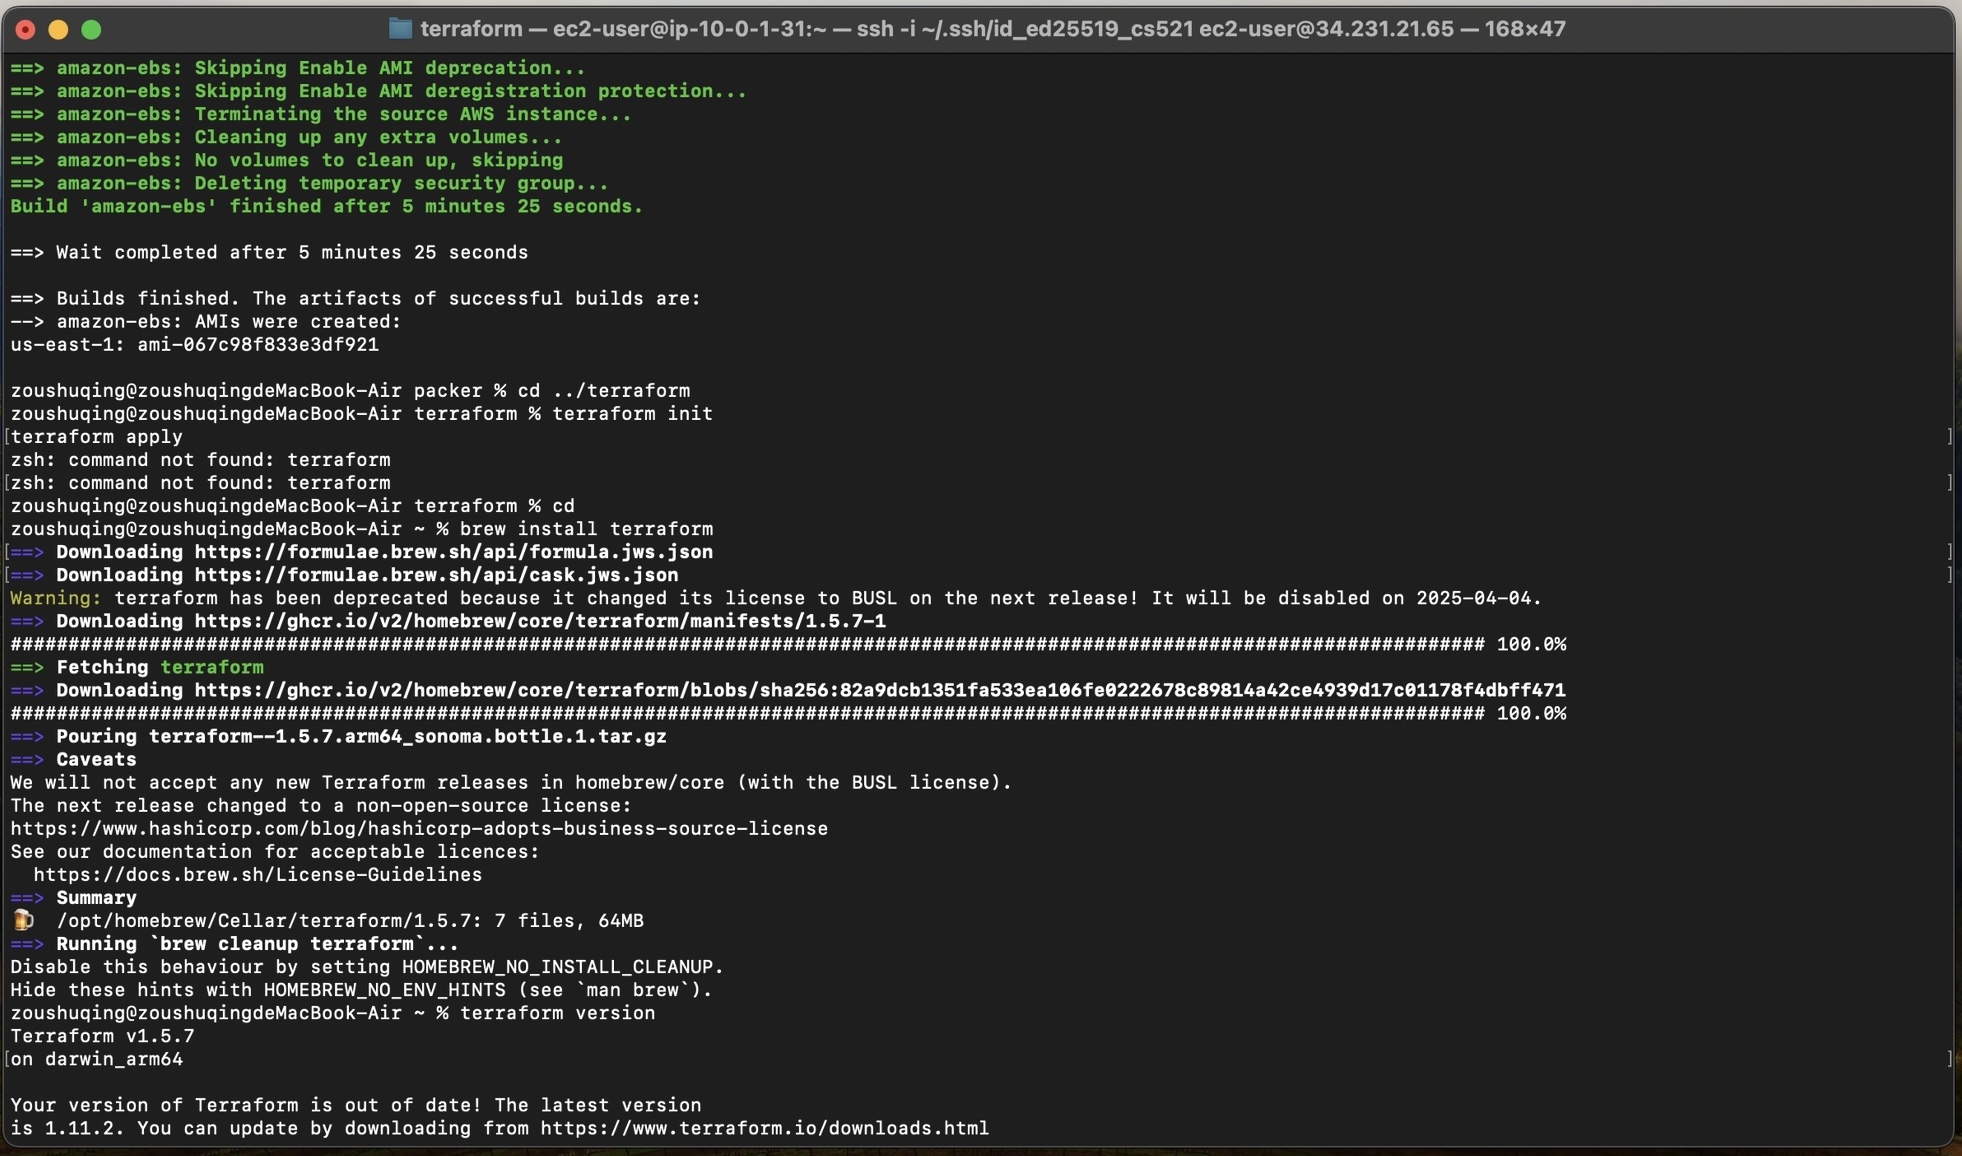 terraform — ec2-user@ip-10-0-1-31:~ — ssh -i ~/.ssh/id_ed25519_cs521 ec2-user@34.231.21.65 — 168×47
==> amazon-ebs: Skipping Enable AMI deprecation...
==> amazon-ebs: Skipping Enable AMI deregistration protection...
==> amazon-ebs: Terminating the source AWS instance...
==> amazon-ebs: Cleaning up any extra volumes...
==> amazon-ebs: No volumes to clean up, skipping
==> amazon-ebs: Deleting temporary security group...
Build 'amazon-ebs' finished after 5 minutes 25 seconds.
==> Wait completed after 5 minutes 25 seconds
==> Builds finished. The artifacts of successful builds are:
--> amazon-ebs: AMIs were created:
us-east-1: ami-067c98f833e3df921
zoushuqing@zoushuqingdeMacBook-Air packer % cd ../terraform
zoushuqing@zoushuqingdeMacBook-Air terraform % terraform init
[terraform apply ]
zsh: command not found: terraform
[zsh: command not found: terraform ]
zoushuqing@zoushuqingdeMacBook-Air terraform % cd
zoushuqing@zoushuqingdeMacBook-Air ~ % brew install terraform
[==> Downloading https://formulae.brew.sh/api/formula.jws.json ]
[==> Downloading https://formulae.brew.sh/api/cask.jws.json ]
Warning: terraform has been deprecated because it changed its license to BUSL on the next release! It will be disabled on 2025-04-04.
==> Downloading https://ghcr.io/v2/homebrew/core/terraform/manifests/1.5.7-1
################################################################################################################################ 100.0%
==> Fetching terraform
==> Downloading https://ghcr.io/v2/homebrew/core/terraform/blobs/sha256:82a9dcb1351fa533ea106fe0222678c89814a42ce4939d17c01178f4dbff471
################################################################################################################################ 100.0%
==> Pouring terraform--1.5.7.arm64_sonoma.bottle.1.tar.gz
==> Caveats
We will not accept any new Terraform releases in homebrew/core (with the BUSL license).
The next release changed to a non-open-source license:
https://www.hashicorp.com/blog/hashicorp-adopts-business-source-license
See our documentation for acceptable licences:
  https://docs.brew.sh/License-Guidelines
==> Summary
🍺  /opt/homebrew/Cellar/terraform/1.5.7: 7 files, 64MB
==> Running `brew cleanup terraform`...
Disable this behaviour by setting HOMEBREW_NO_INSTALL_CLEANUP.
Hide these hints with HOMEBREW_NO_ENV_HINTS (see `man brew`).
zoushuqing@zoushuqingdeMacBook-Air ~ % terraform version
Terraform v1.5.7
[on darwin_arm64 ]
Your version of Terraform is out of date! The latest version
is 1.11.2. You can update by downloading from https://www.terraform.io/downloads.html